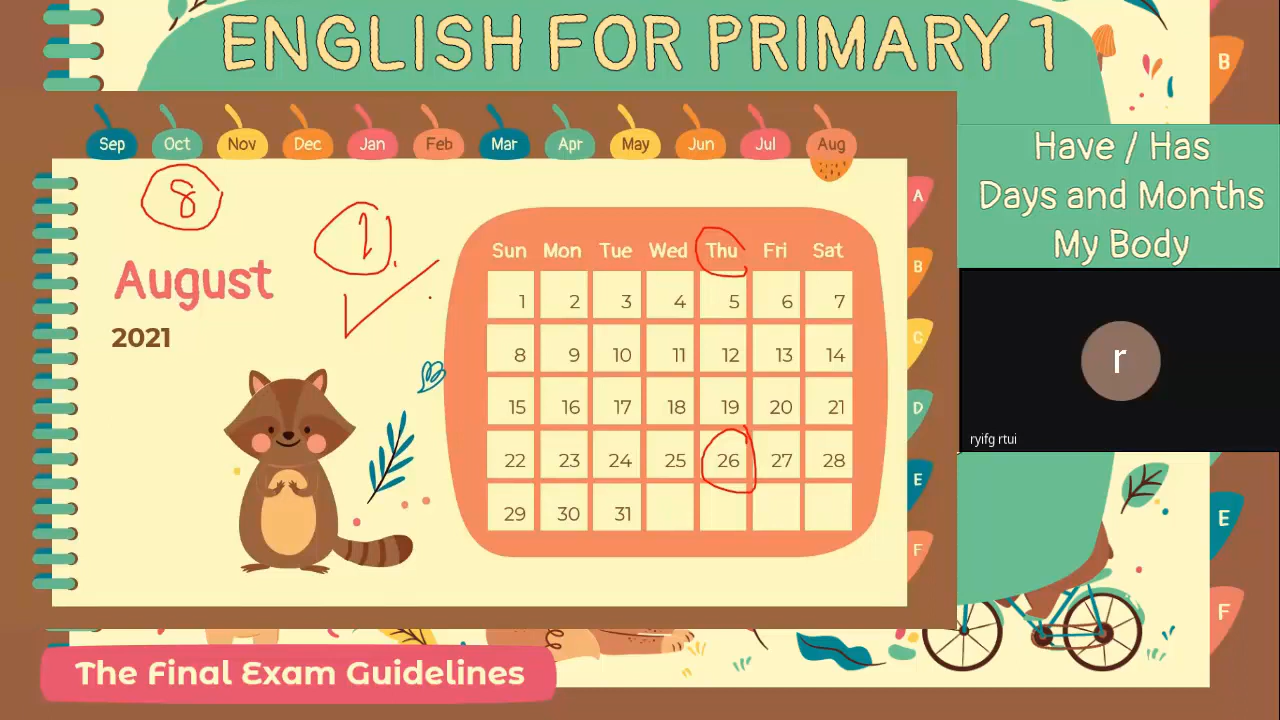 ENGLISH FOR PRIMARY 1
B
Sep Oct Nov Dec Jan Feb Mar Apr May Jun Jul Aug
Have / Has
Days and Months
My Body
8
1
August
2021
Sun Mon Tue Wed Thu Fri Sat
1 2 3 4 5 6 7
8 9 10 11 12 13 14
15 16 17 18 19 20 21
22 23 24 25 26 27 28
29 30 31
A
B
C
D
E
F
r
ryifg rtui
E
F
The Final Exam Guidelines